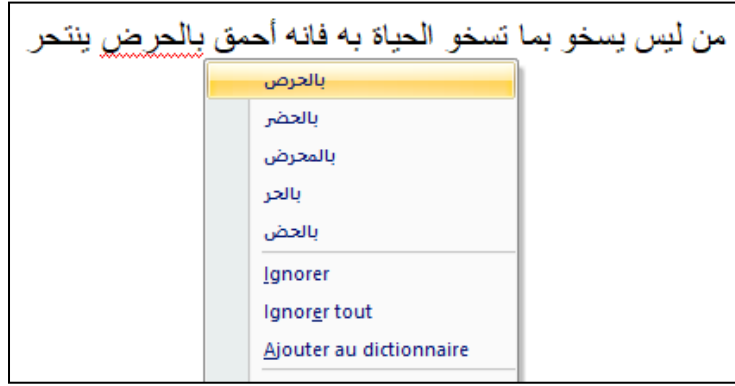 من ليس يسخو بما تسخو الحياة به فانه أحمق بالحرض ينتحر
بالحرص
بالحضر
بالمحرض
بالحر
بالحض
Ignorer
Ignorer tout
Ajouter au dictionnaire